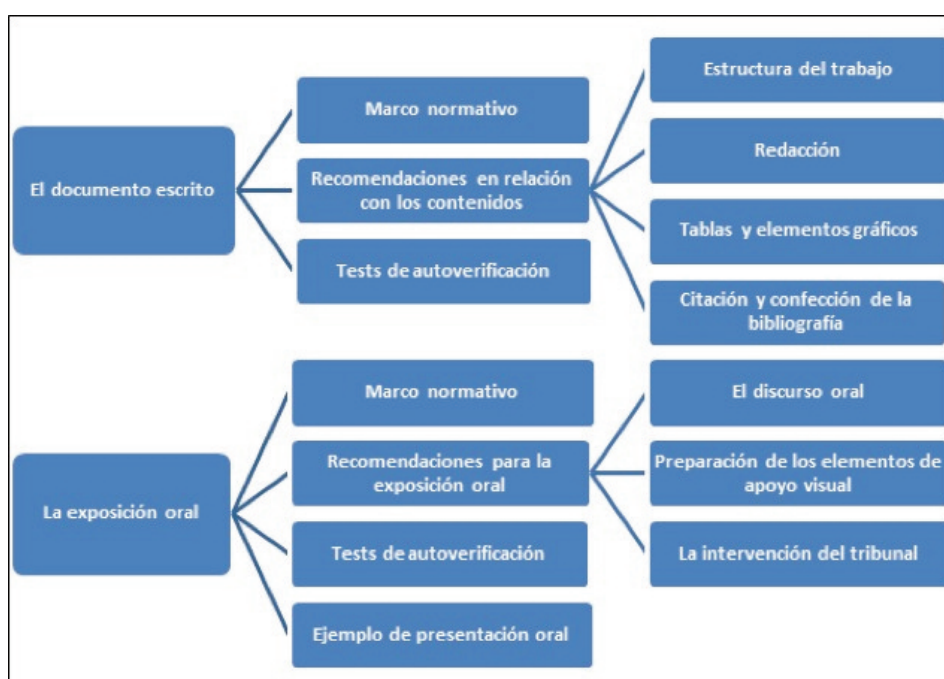 El documento escrito
Marco normativo
Recomendaciones en relación
con los contenidos
Tests de autoverificación
Estructura del trabajo
Redacción
Tablas y elementos gráficos
Citación y confección de la
bibliografía
La exposición oral
Marco normativo
Recomendaciones para la
exposición oral
Tests de autoverificación
Ejemplo de presentación oral
El discurso oral
Preparación de los elementos de
apoyo visual
La intervención del tribunal